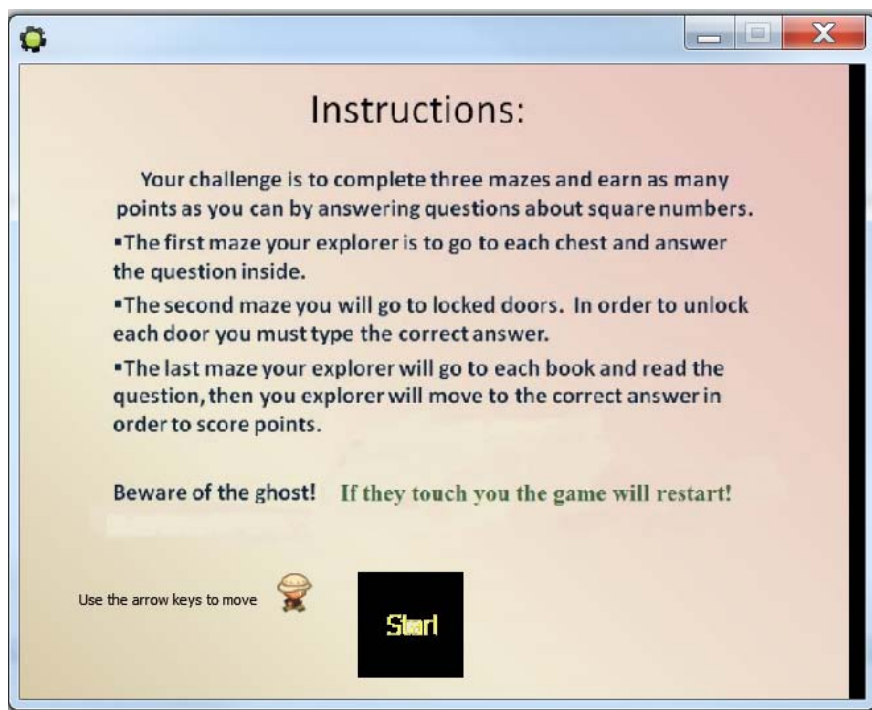 Instructions:
Your challenge is to complete three mazes and earn as many
points as you can by answering questions about square numbers.
▪The first maze your explorer is to go to each chest and answer
the question inside.
▪The second maze you will go to locked doors.  In order to unlock
each door you must type the correct answer.
▪The last maze your explorer will go to each book and read the
question, then you explorer will move to the correct answer in
order to score points.
Beware of the ghost!   If they touch you the game will restart!
Use the arrow keys to move
Start